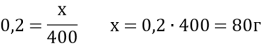 0,2 = х/400     х = 0,2 · 400 = 80г